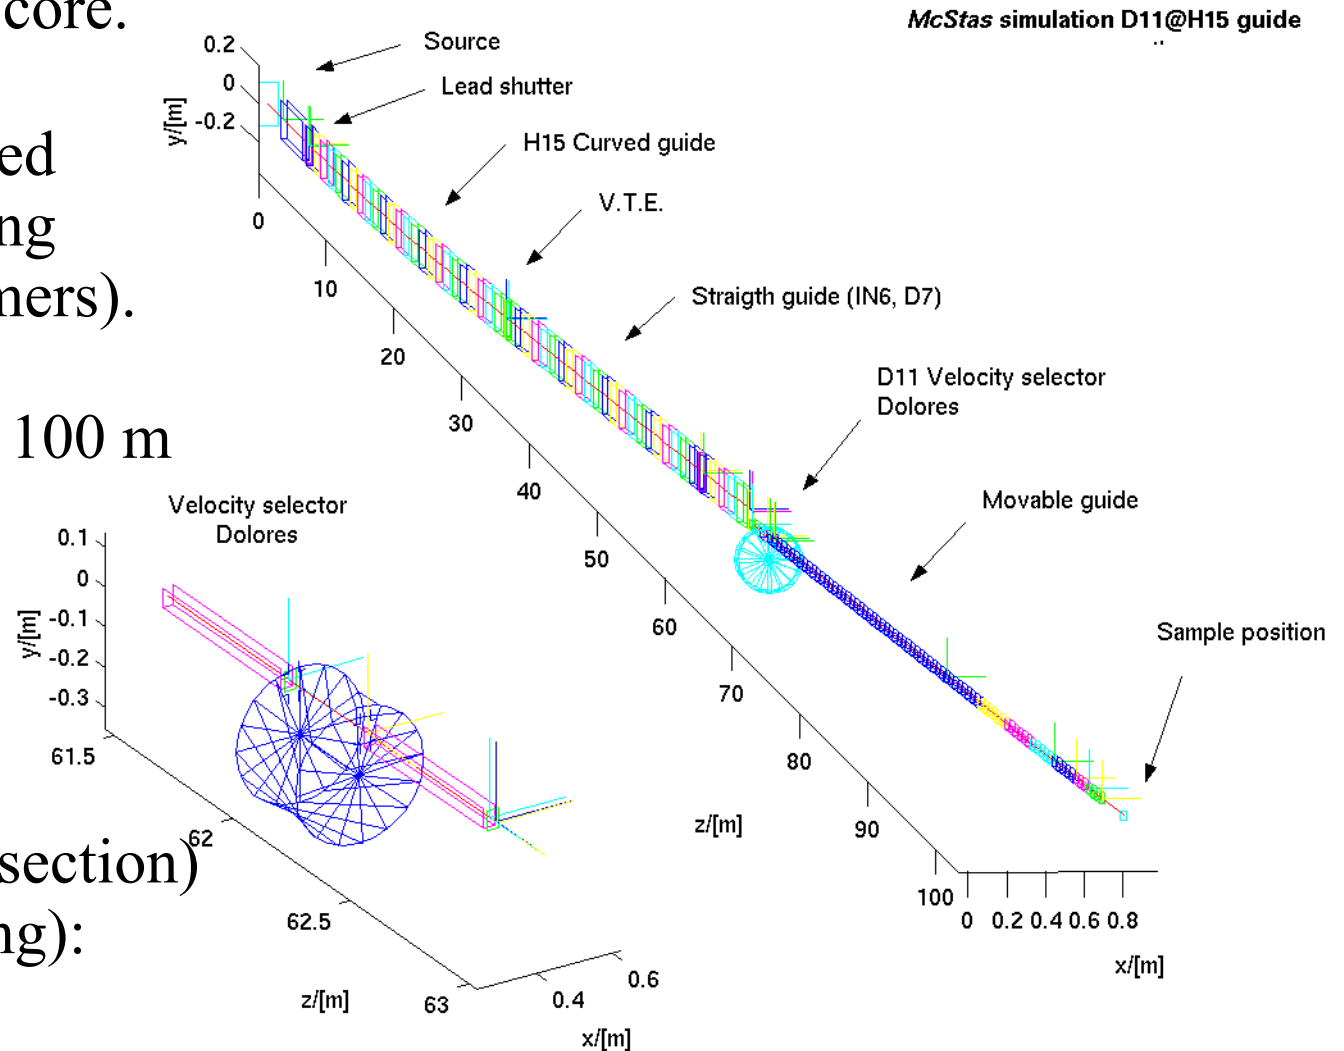 core.
McStas simulation D11@H15 guide
Source
Lead shutter
H15 Curved guide
V.T.E.
Straigth guide (IN6, D7)
D11 Velocity selector
Dolores
Movable guide
Sample position
y/[m]
0.2
0
-0.2
0
10
20
30
40
50
60
70
80
90
100
z/[m]
0
0.2
0.4
0.6
0.8
x/[m]
ed
ng
ners).
100 m
Velocity selector
Dolores
y/[m]
0.1
0
-0.1
-0.2
-0.3
61.5
62
62.5
63
z/[m]
0.4
0.6
x/[m]
section)
ng):